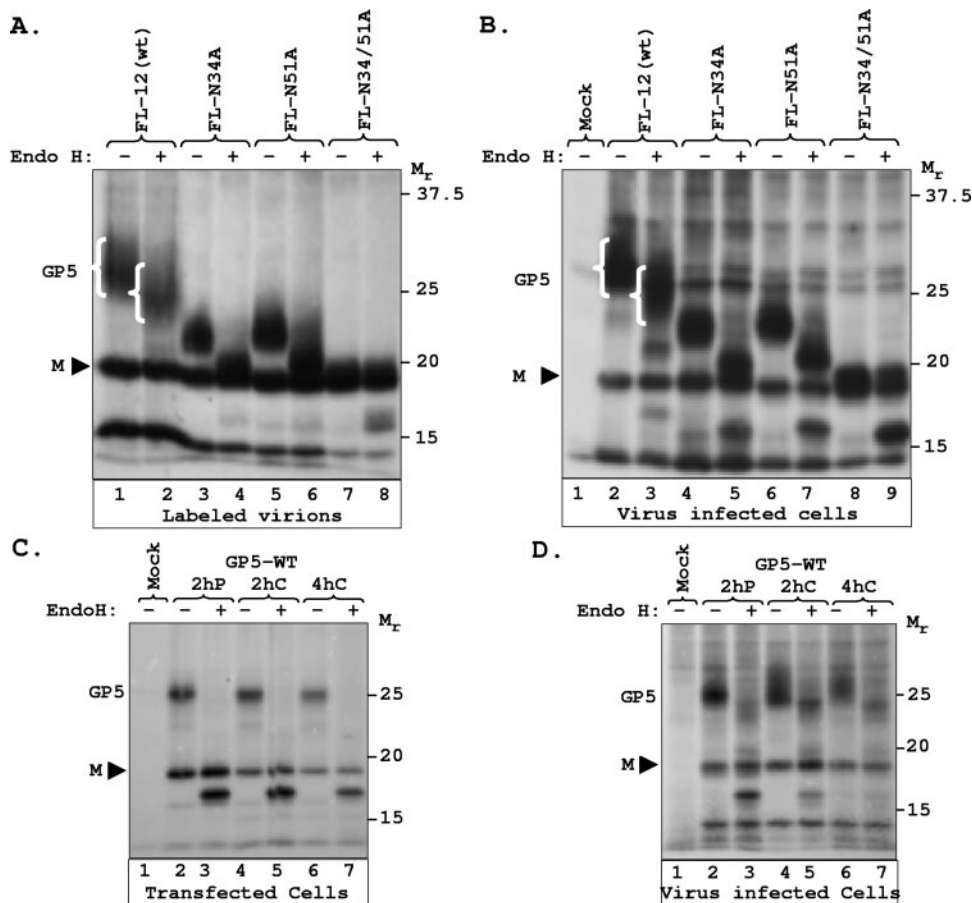 A.
FL-12(wt)
FL-N34A
FL-N51A
FL-N34/51A
Endo H: - + - + - + - +
Mr
37.5
GP5
25
M
20
15
1 2 3 4 5 6 7 8
Labeled virions
B.
Mock
FL-12(wt)
FL-N34A
FL-N51A
FL-N34/51A
Endo H: - - + - + - + - +
Mr
37.5
GP5
25
20
M
15
1 2 3 4 5 6 7 8 9
Virus infected cells
C.
GP5-WT
Mock
2hP 2hC 4hC
EndoH: - - + - + - +
Mr
GP5
25
20
M
15
1 2 3 4 5 6 7
Transfected Cells
D.
GP5-WT
Mock
2hP 2hC 4hC
Endo H: - - + - + - +
Mr
GP5
25
20
M
15
1 2 3 4 5 6 7
Virus infected Cells